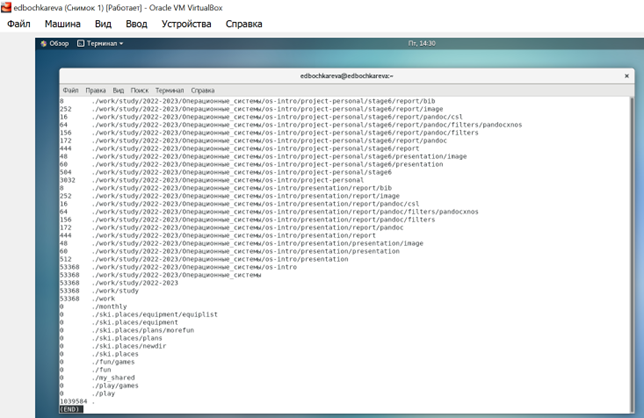 edbochkareva (Снимок 1) [Работает] - Oracle VM VirtualBox
Файл Машина Вид Ввод Устройства Справка
Обзор Терминал Пт, 14:30
edbochkareva@edbochkareva:~
Файл Правка Вид Поиск Терминал Справка
8 ./work/study/2022-2023/Операционные_системы/os-intro/project-personal/stage6/report/bib
252 ./work/study/2022-2023/Операционные_системы/os-intro/project-personal/stage6/report/image
16 ./work/study/2022-2023/Операционные_системы/os-intro/project-personal/stage6/report/pandoc/csl
64 ./work/study/2022-2023/Операционные_системы/os-intro/project-personal/stage6/report/pandoc/filters/pandocxnos
156 ./work/study/2022-2023/Операционные_системы/os-intro/project-personal/stage6/report/pandoc/filters
172 ./work/study/2022-2023/Операционные_системы/os-intro/project-personal/stage6/report/pandoc
444 ./work/study/2022-2023/Операционные_системы/os-intro/project-personal/stage6/report
48 ./work/study/2022-2023/Операционные_системы/os-intro/project-personal/stage6/presentation/image
60 ./work/study/2022-2023/Операционные_системы/os-intro/project-personal/stage6/presentation
504 ./work/study/2022-2023/Операционные_системы/os-intro/project-personal/stage6
3032 ./work/study/2022-2023/Операционные_системы/os-intro/project-personal
8 ./work/study/2022-2023/Операционные_системы/os-intro/presentation/report/bib
252 ./work/study/2022-2023/Операционные_системы/os-intro/presentation/report/image
16 ./work/study/2022-2023/Операционные_системы/os-intro/presentation/report/pandoc/csl
64 ./work/study/2022-2023/Операционные_системы/os-intro/presentation/report/pandoc/filters/pandocxnos
156 ./work/study/2022-2023/Операционные_системы/os-intro/presentation/report/pandoc/filters
172 ./work/study/2022-2023/Операционные_системы/os-intro/presentation/report/pandoc
444 ./work/study/2022-2023/Операционные_системы/os-intro/presentation/report
48 ./work/study/2022-2023/Операционные_системы/os-intro/presentation/presentation/image
60 ./work/study/2022-2023/Операционные_системы/os-intro/presentation/presentation
512 ./work/study/2022-2023/Операционные_системы/os-intro/presentation
53368 ./work/study/2022-2023/Операционные_системы/os-intro
53368 ./work/study/2022-2023/Операционные_системы
53368 ./work/study/2022-2023
53368 ./work/study
53368 ./work
0 ./monthly
0 ./ski.places/equipment/equiplist
0 ./ski.places/equipment
0 ./ski.places/plans/morefun
0 ./ski.places/plans
0 ./ski.places/newdir
0 ./ski.places
0 ./fun/games
0 ./fun
0 ./my_shared
0 ./play/games
0 ./play
1039584 .
(END)